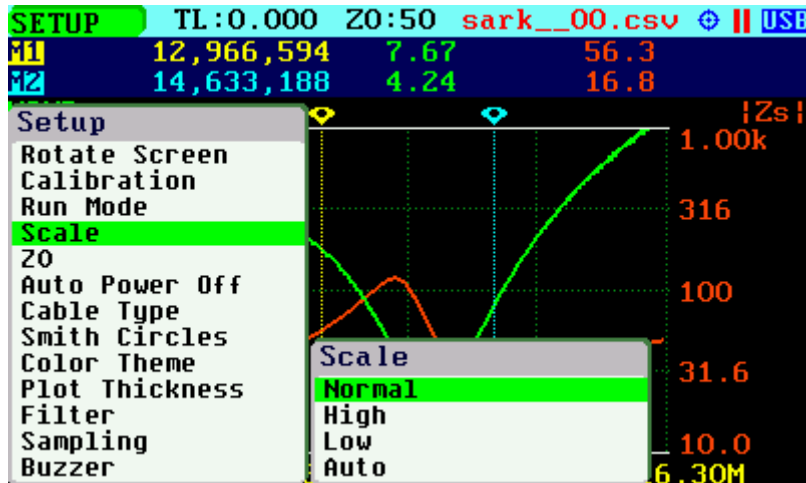 SETUP TL:0.000 Z0:50 sark__00.csv USB
M1 12,966,594 7.67 56.3
M2 14,633,188 4.24 16.8
|Zs|
Setup
Rotate Screen
Calibration
Run Mode
Scale
ZO
Auto Power Off
Cable Type
Smith Circles
Color Theme
Plot Thickness
Filter
Sampling
Buzzer
Scale
Normal
High
Low
Auto
1.00k
316
100
31.6
10.0
6.30M